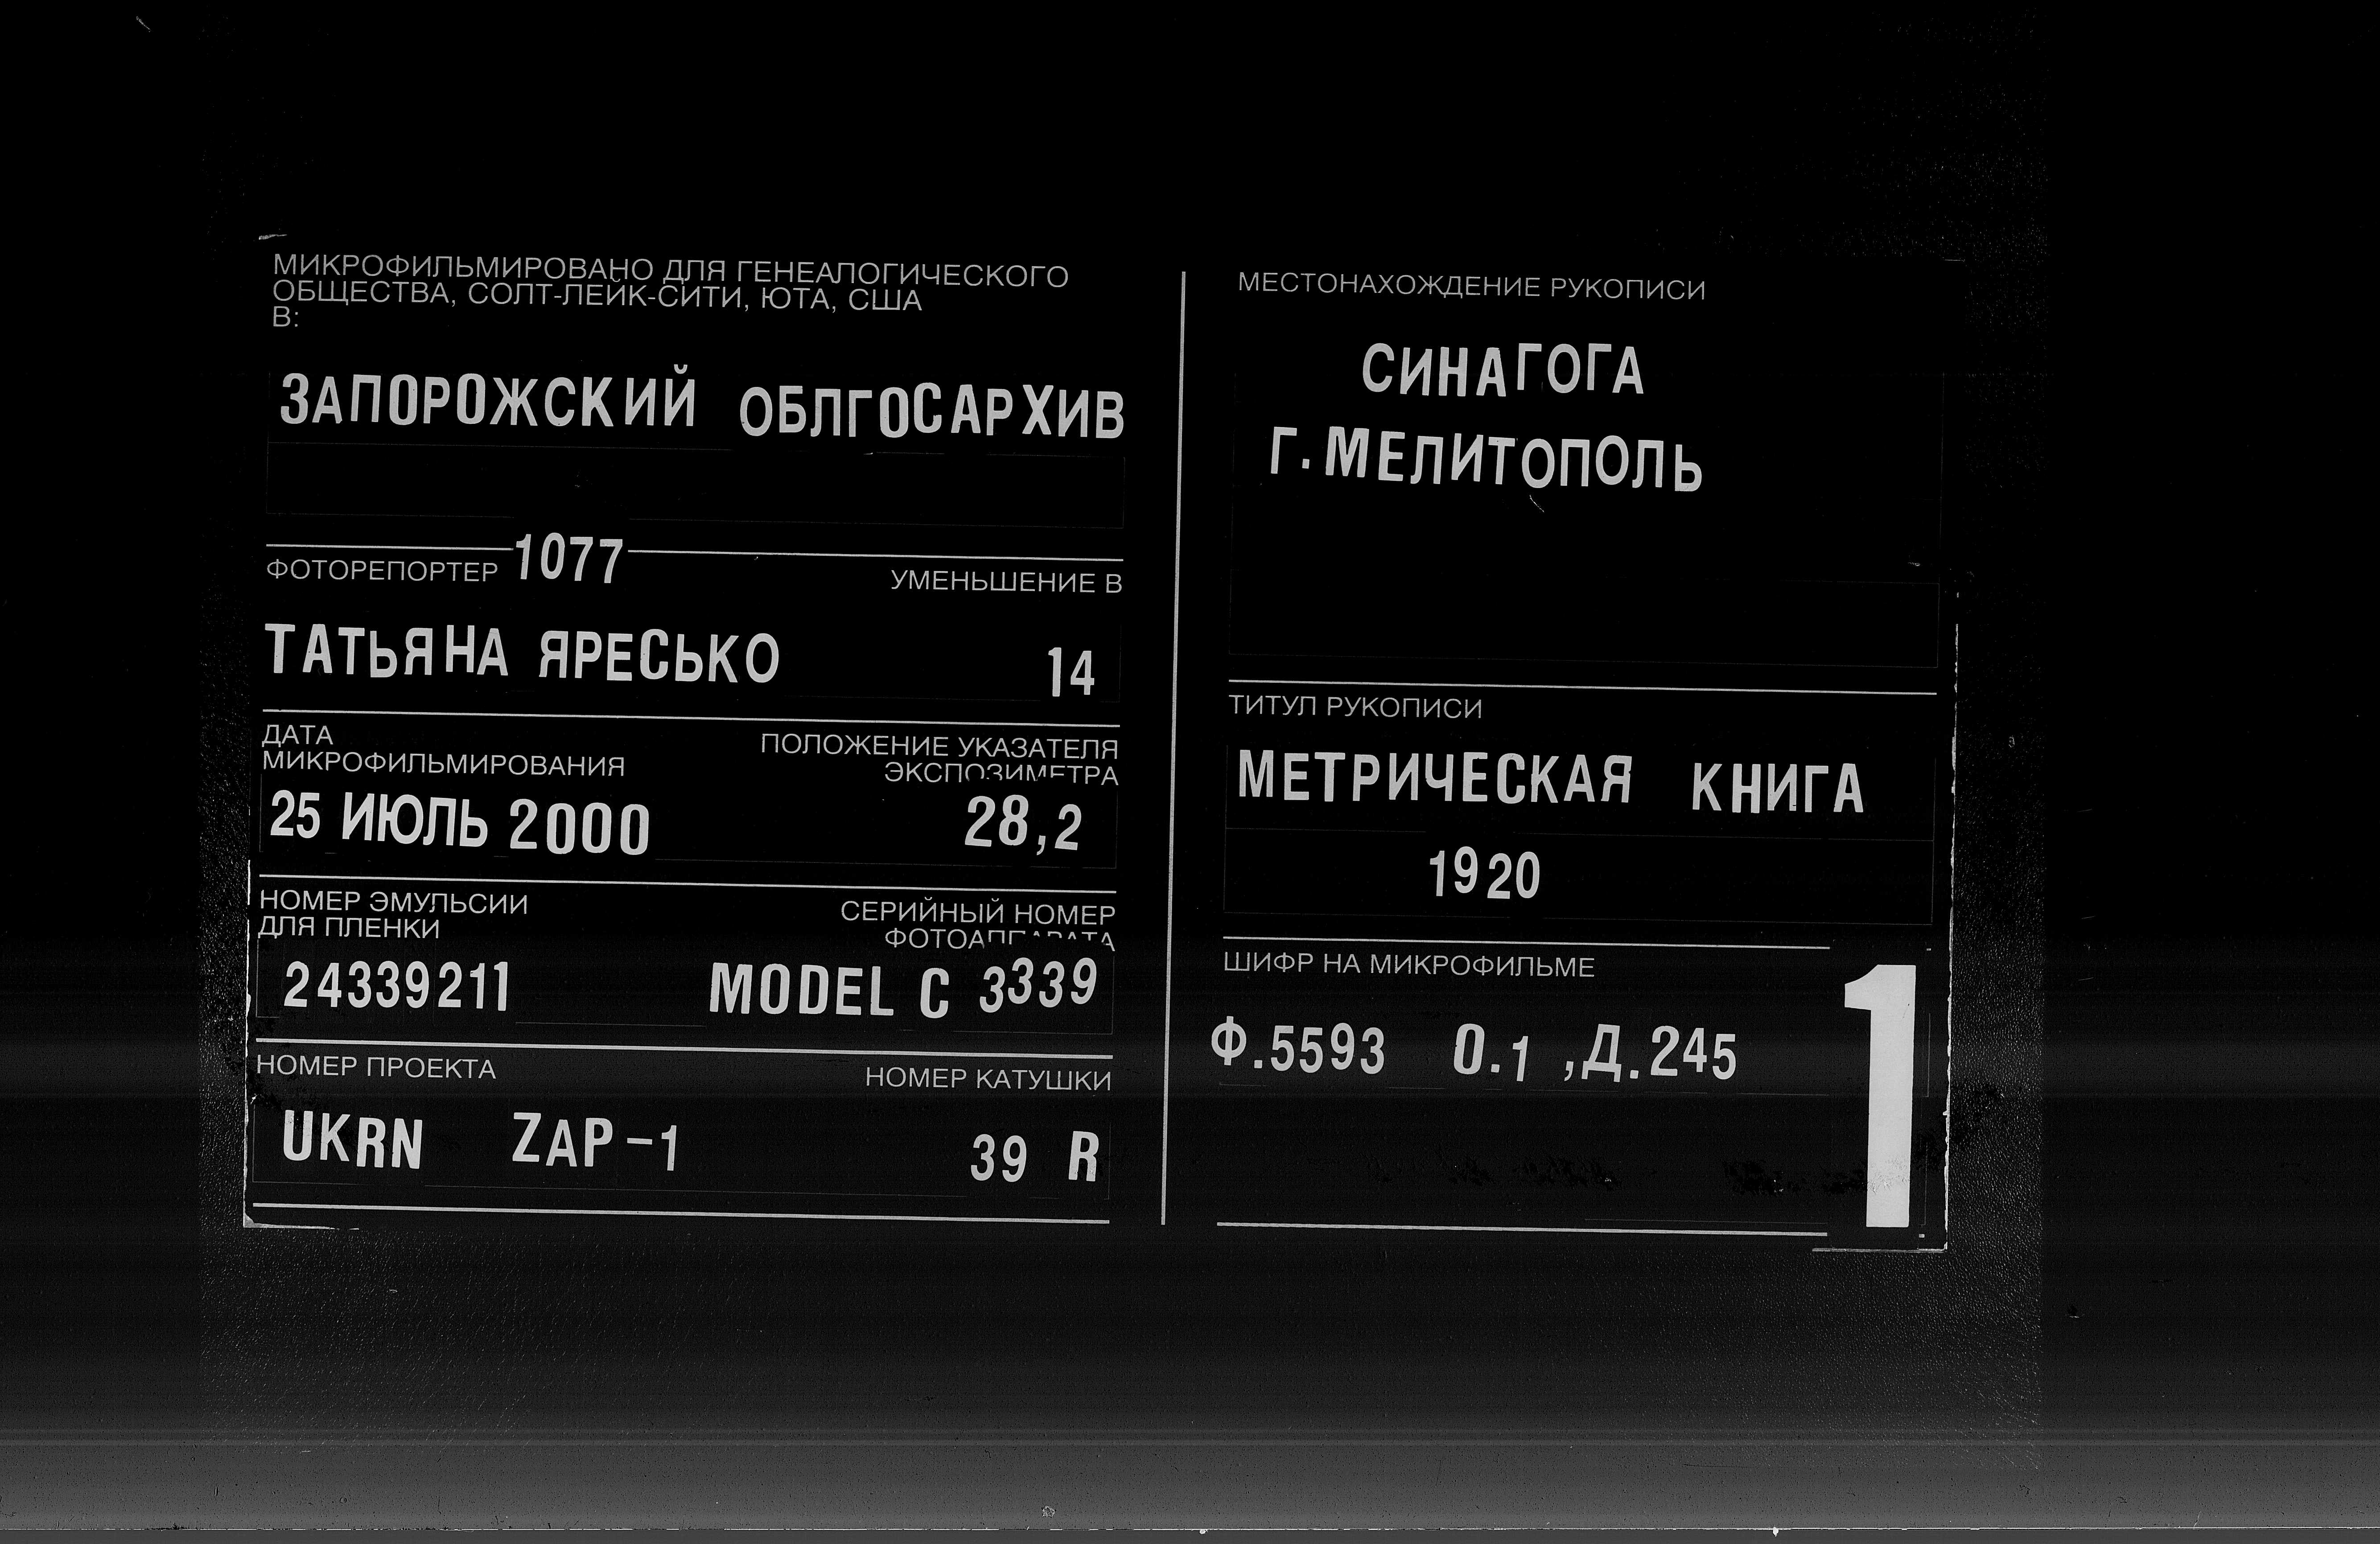 МИКРОФИЛЬМИРОВАНО ДЛЯ ГЕНЕАЛОГИЧЕСКОГО
ОБЩЕСТВА, СОЛТ-ЛЕЙК-СИТИ, ЮТА, США
В:
ЗАПОРОЖСКИЙ ОБЛГОСАРХИВ
1077
ФОТОРЕПОРТЕР УМЕНЬШЕНИЕ В
ТАТЬЯНА ЯРЕСЬКО 14
ДАТА ПОЛОЖЕНИЕ УКАЗАТЕЛЯ
МИКРОФИЛЬМИРОВАНИЯ ЭКСПОЗИМЕТРА
25 ИЮЛЬ 2000 28,2
НОМЕР ЭМУЛЬСИИ СЕРИЙНЫЙ НОМЕР
ДЛЯ ПЛЕНКИ ФОТОАППАРАТА
24339211 MODEL C 3339
НОМЕР ПРОЕКТА НОМЕР КАТУШКИ
UKRN ZAP-1 39 R
МЕСТОНАХОЖДЕНИЕ РУКОПИСИ
СИНАГОГА
Г.МЕЛИТОПОЛЬ
ТИТУЛ РУКОПИСИ
МЕТРИЧЕСКАЯ КНИГА
1920
ШИФР НА МИКРОФИЛЬМЕ
Ф.5593 О.1 ,Д.245
1